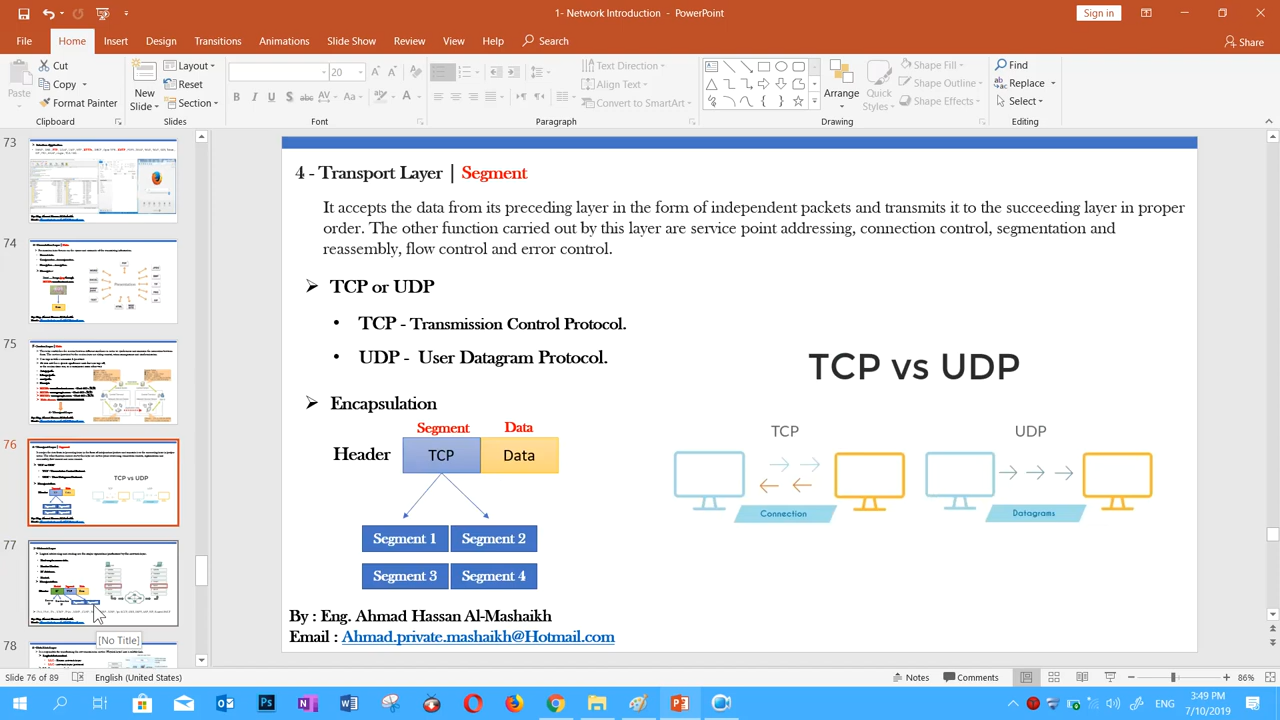 1- Network Introduction - PowerPoint
Sign in
File Home Insert Design Transitions Animations Slide Show Review View Help Search
Share
Paste
Cut
Copy
Format Painter
Clipboard
New
Slide
Layout
Reset
Section
Slides
20
B I U S abc AV Aa A
Font
Text Direction
Align Text
Convert to SmartArt
Paragraph
Arrange
Quick
Styles
Shape Fill
Shape Outline
Shape Effects
Drawing
Find
Replace
Select
Editing
73
74
75
76
77
78
[No Title]
4 - Transport Layer | Segment
It accepts the data from its preceding layer in the form of independent packets and transmits it to the succeeding layer in proper
order. The other function carried out by this layer are service point addressing, connection control, segmentation and
reassembly, flow control and error control.
TCP or UDP
• TCP - Transmission Control Protocol.
• UDP - User Diagram Protocol.
Encapsulation
Segment Data
Header TCP Data
Segment 1 Segment 2
Segment 3 Segment 4
TCP vs UDP
TCP UDP
Connection Datagrams
By : Eng. Ahmad Hassan Al-Mashaikh
Email : Ahmad.private.mashaikh@Hotmail.com
Slide 76 of 89 English (United States) Notes Comments 86%
ENG 3:49 PM
7/10/2019